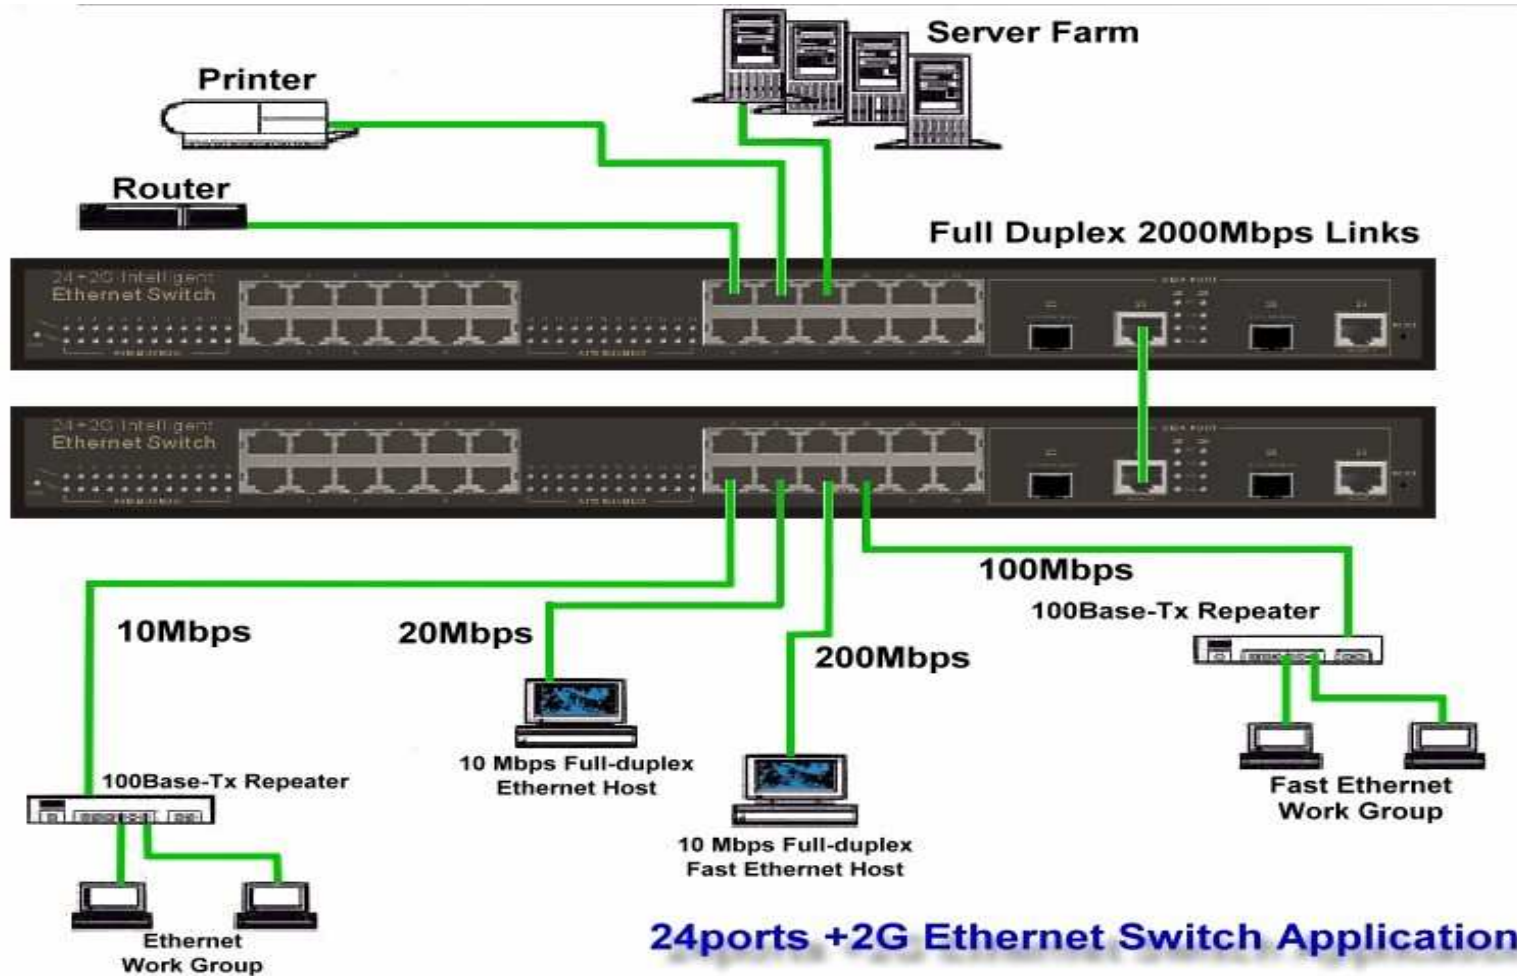 Server Farm
Printer
Router
Full Duplex 2000Mbps Links
24+2G Intelligent
Ethernet Switch
24+2G Intelligent
Ethernet Switch
100Mbps
10Mbps
20Mbps
200Mbps
100Base-Tx Repeater
10 Mbps Full-duplex
Ethernet Host
100Base-Tx Repeater
Fast Ethernet
Work Group
10 Mbps Full-duplex
Fast Ethernet Host
Ethernet
Work Group
24ports +2G Ethernet Switch Application